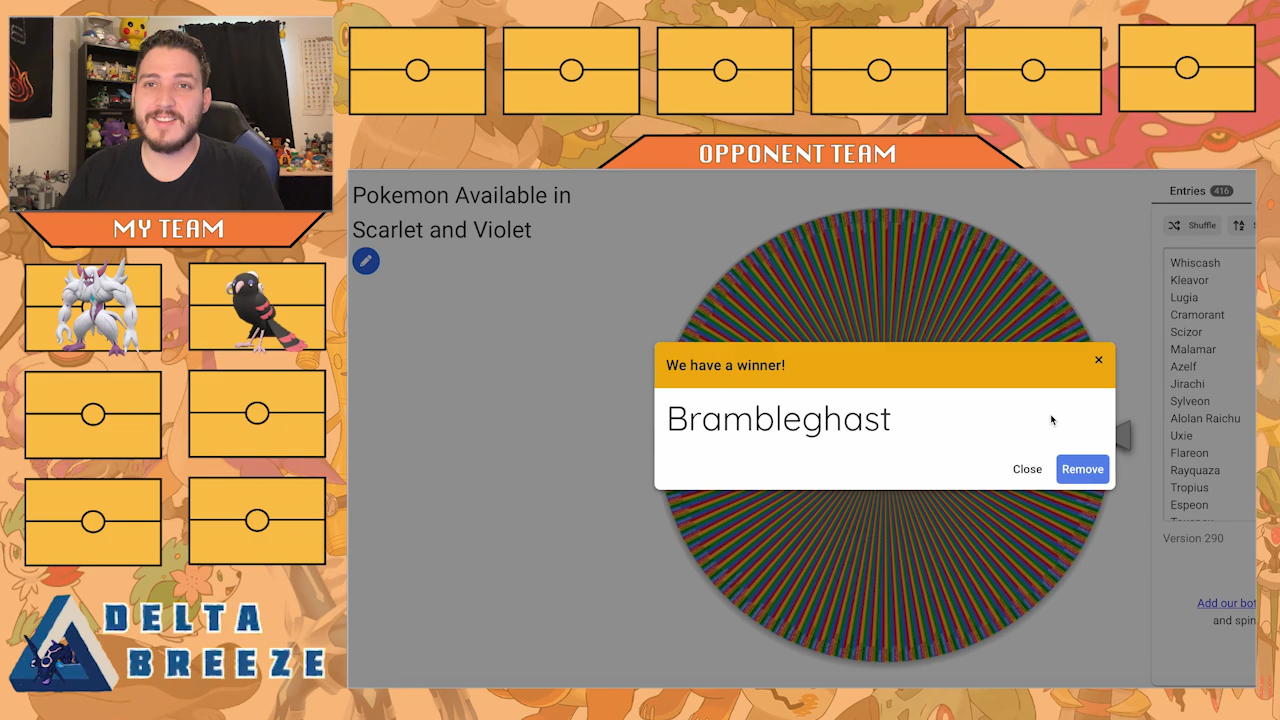 OPPONENT TEAM
MY TEAM
Pokemon Available in
Scarlet and Violet
Entries 416
Shuffle
We have a winner!
×
Brambleghast
Close
Remove
Whiscash
Kleavor
Lugia
Cramorant
Scizor
Malamar
Azelf
Jirachi
Sylveon
Alolan Raichu
Uxie
Flareon
Rayquaza
Tropius
Espeon
Version 290
Add our bot
and spin
DELTA
BREEZE